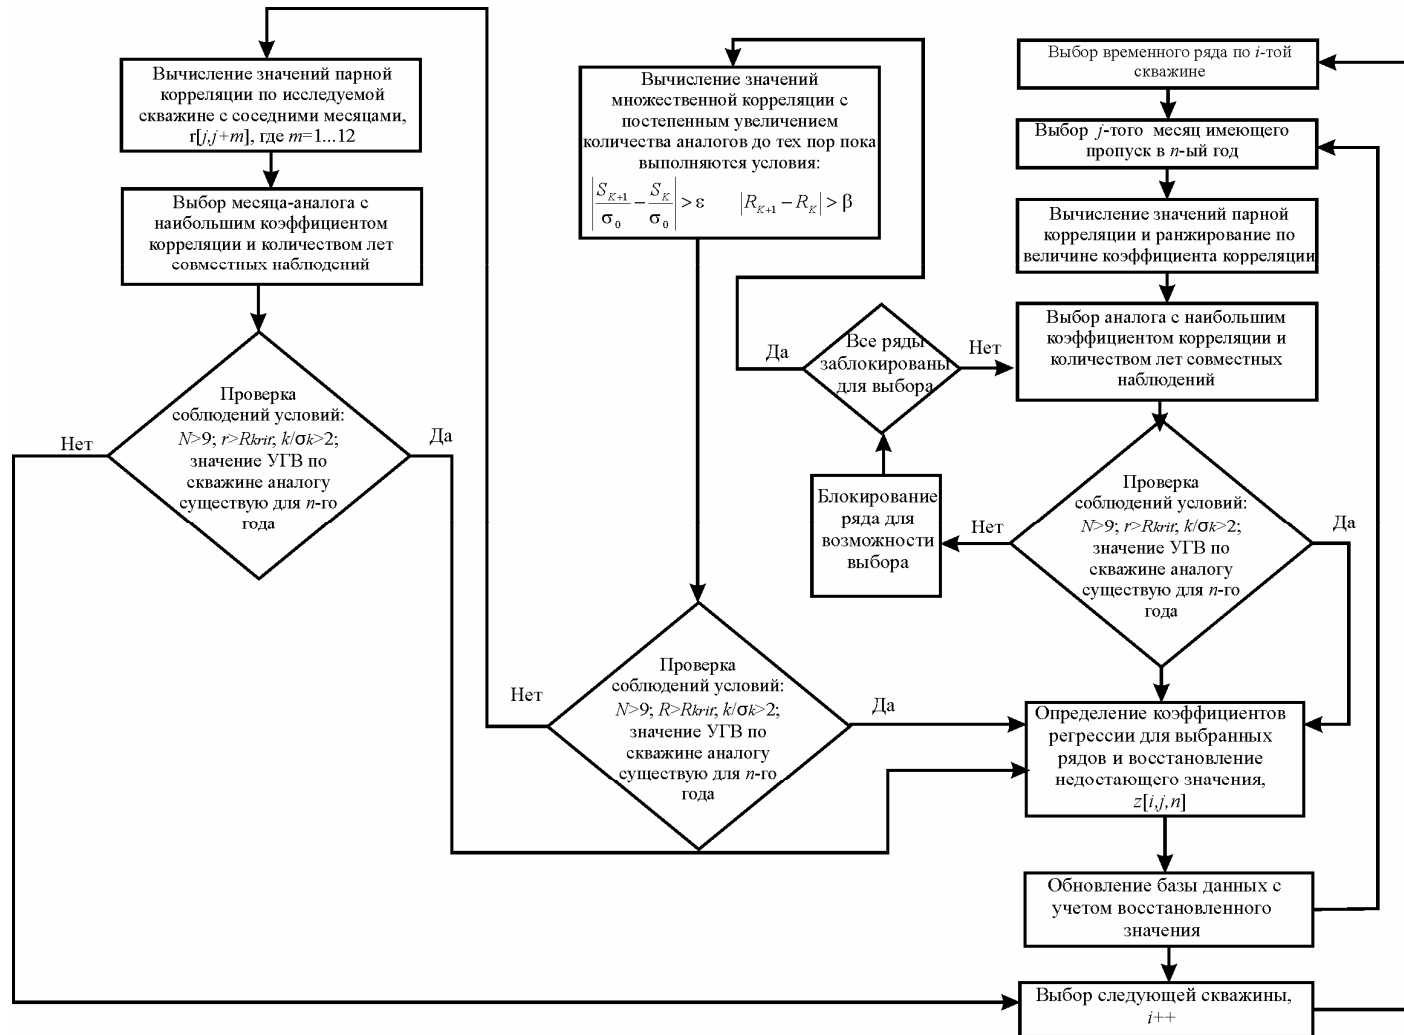 Вычисление значений парной
корреляции по исследуемой
скважине с соседними месяцами,
r[j,j+m], где m=1...12
Выбор месяца-аналога с
наибольшим коэффициентом
корреляции и количеством лет
совместных наблюдений
Проверка
соблюдений условий:
N>9; r>Rkrit; k/σk>2;
значение УГВ по
скважине аналогу
существую для n-го
года
Нет
Да
Вычисление значений
множественной корреляции с
постепенным увеличением
количества аналогов до тех пор пока
выполняются условия:
|S_{K+1}/σ_0 − S_K/σ_0| > ε |R_{K+1} − R_K| > β
Проверка
соблюдений условий:
N>9; R>Rkrit; k/σk>2;
значение УГВ по
скважине аналогу
существую для n-го
года
Нет
Да
Все ряды
заблокированы
для выбора
Да
Нет
Блокирование
ряда для
возможности
выбора
Выбор временного ряда по i-той
скважине
Выбор j-того месяц имеющего
пропуск в n-ый год
Вычисление значений парной
корреляции и ранжирование по
величине коэффициента корреляции
Выбор аналога с наибольшим
коэффициентом корреляции и
количеством лет совместных
наблюдений
Проверка
соблюдений условий:
N>9; r>Rkrit; k/σk>2;
значение УГВ по
скважине аналогу
существую для n-го
года
Нет
Да
Определение коэффициентов
регрессии для выбранных
рядов и восстановление
недостающего значения,
z[i,j,n]
Обновление базы данных с
учетом восстановленного
значения
Выбор следующей скважины,
i++